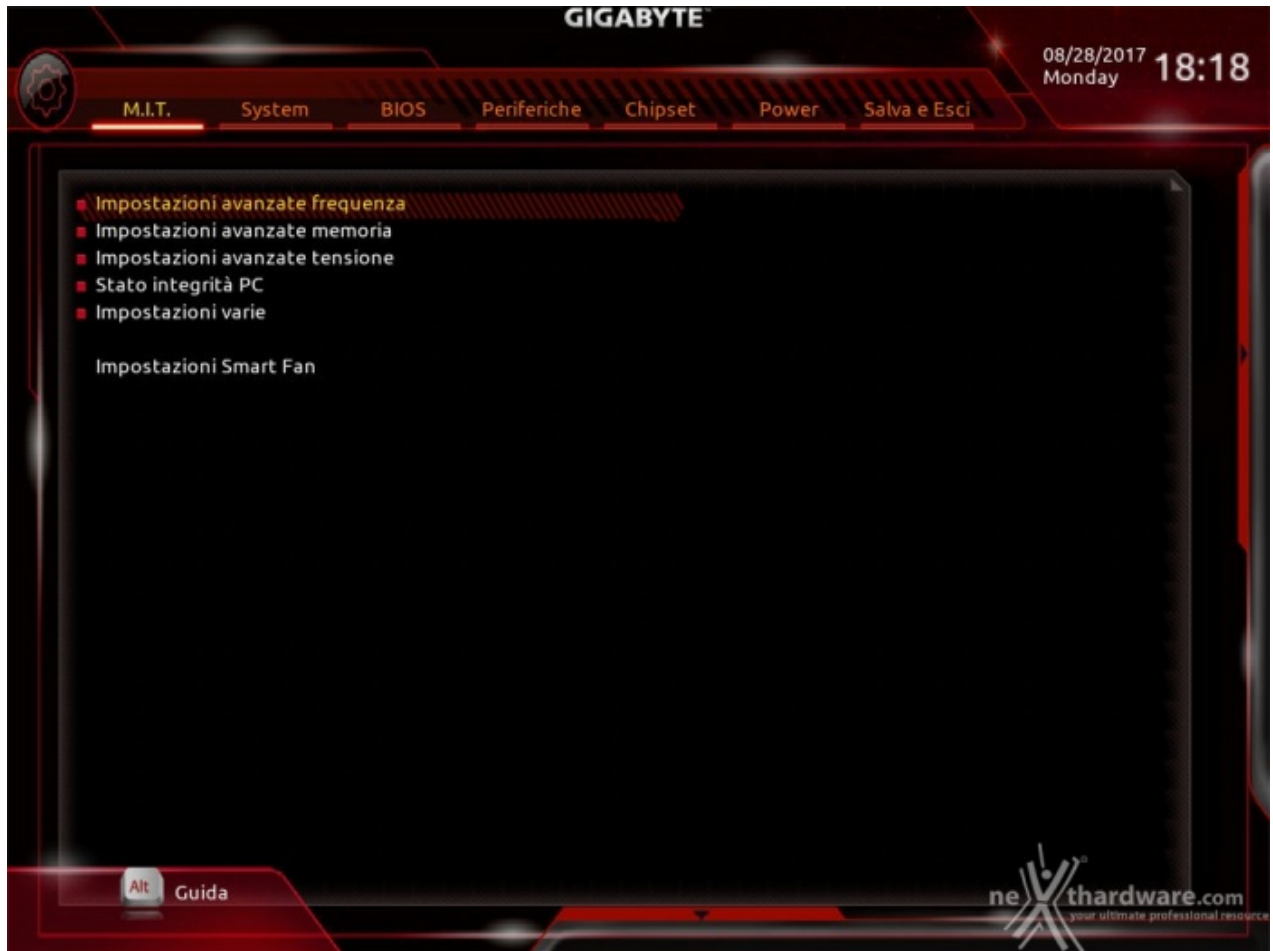 GIGABYTE
08/28/2017
Monday
18:18
M.I.T. System BIOS Periferiche Chipset Power Salva e Esci
Impostazioni avanzate frequenza
Impostazioni avanzate memoria
Impostazioni avanzate tensione
Stato integrità PC
Impostazioni varie
Impostazioni Smart Fan
Alt Guida
neXthardware.com
your ultimate professional resource